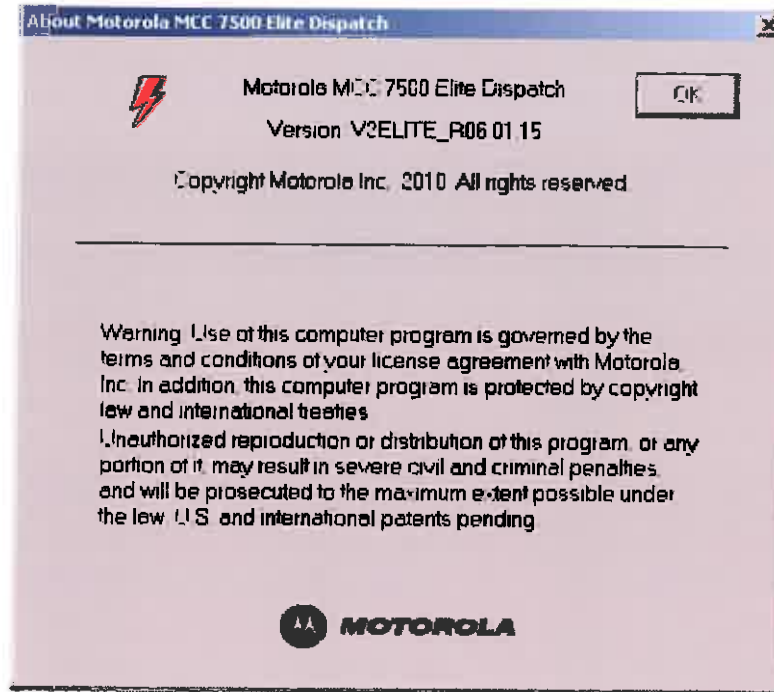 About Motorola MCC 7500 Elite Dispatch
Motorola MCC 7500 Elite Dispatch
OK
Version V2ELITE_R06 01.15
Copyright Motorola Inc, 2010 All rights reserved
Warning Use of this computer program is governed by the
terms and conditions of your license agreement with Motorola,
Inc. In addition, this computer program is protected by copyright
law and international treaties
Unauthorized reproduction or distribution of this program, or any
portion of it, may result in severe civil and criminal penalties,
and will be prosecuted to the maximum extent possible under
the law. U.S. and international patents pending
MOTOROLA